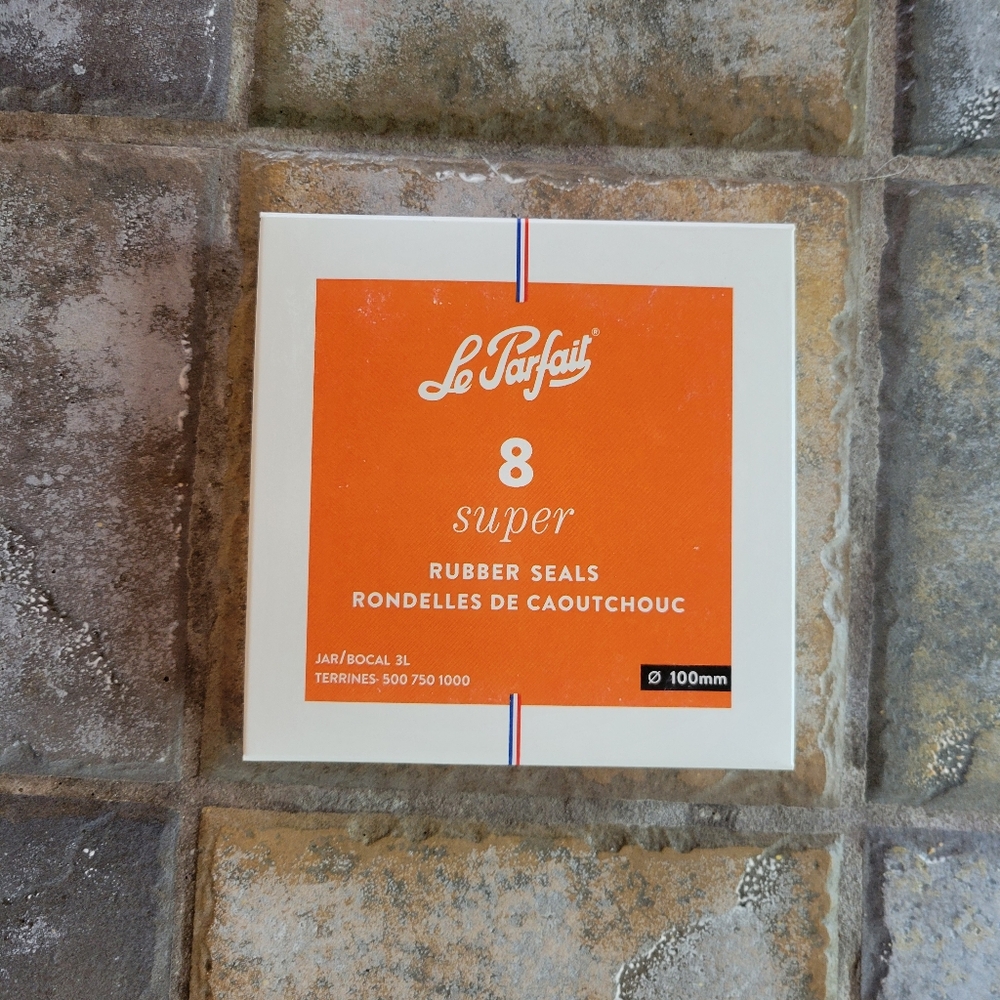 Le Parfait®
8
super
RUBBER SEALS
RONDELLES DE CAOUTCHOUC
JAR/BOCAL 3L
TERRINES- 500 750 1000
Ø 100mm